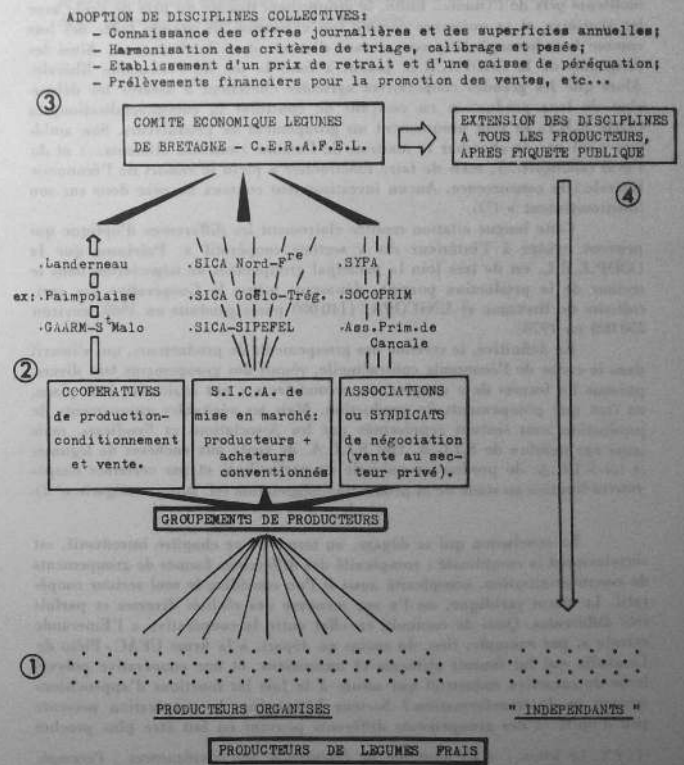 ADOPTION DE DISCIPLINES COLLECTIVES:
– Connaissance des offres journalières et des superficies annuelles;
– Harmonisation des critères de triage, calibrage et pesée;
– Etablissement d'un prix de retrait et d'une caisse de péréquation;
– Prélèvements financiers pour la promotion des ventes, etc...
③
COMITE ECONOMIQUE LEGUMES
DE BRETAGNE – C.E.R.A.F.E.L.
EXTENSION DES DISCIPLINES
A TOUS LES PRODUCTEURS,
APRES ENQUETE PUBLIQUE
④
.Landerneau
ex:.Paimpolaise
.GAARM-St Malo
.SICA Nord-Fre
.SICA Goëlo-Trég.
.SICA-SIPEFEL
.SYPA
.SOCOPRIM
.Ass.Prim.de
Cancale
②
COOPERATIVES
de production-
conditionnement
et vente.
S.I.C.A. de
mise en marché:
producteurs +
acheteurs
conventionnés
ASSOCIATIONS
ou SYNDICATS
de négociation
(vente au sec-
teur privé).
GROUPEMENTS DE PRODUCTEURS
①
PRODUCTEURS ORGANISES
" INDEPENDANTS "
PRODUCTEURS DE LEGUMES FRAIS